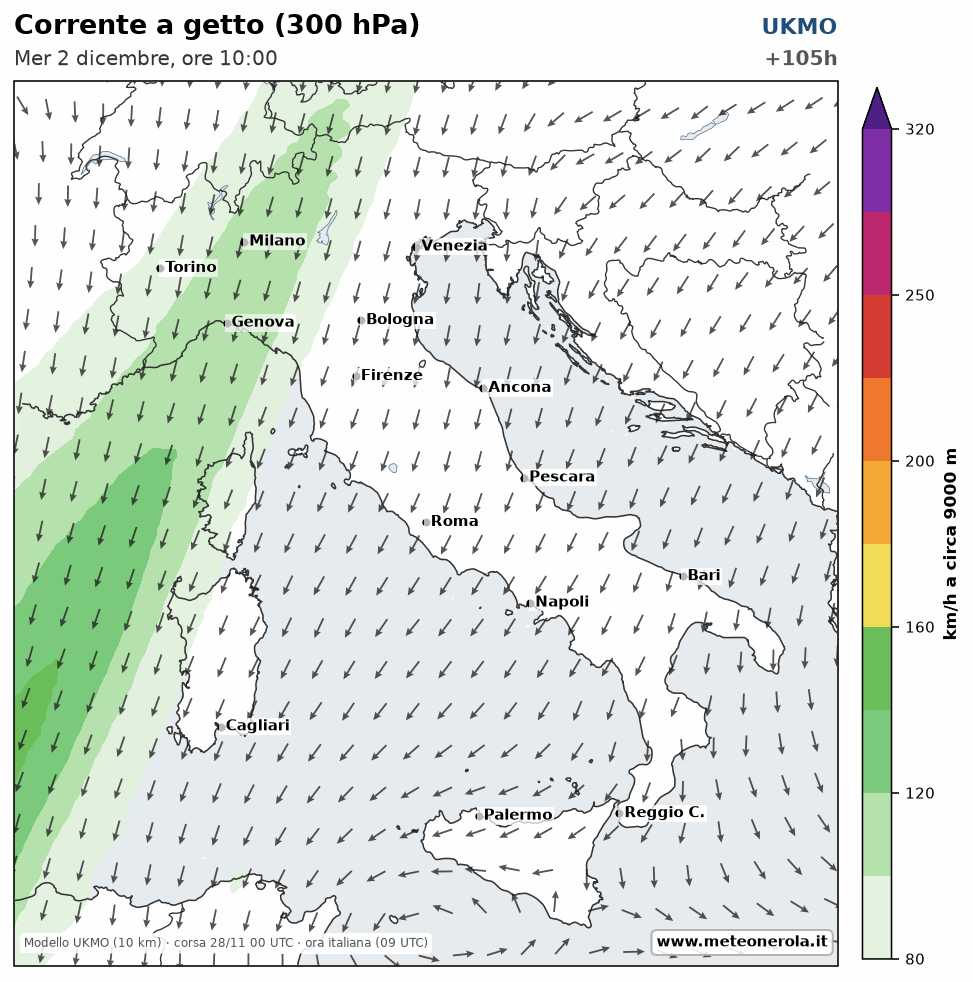 Corrente a getto (300 hPa)
UKMO
Mer 2 dicembre, ore 10:00
+105h
320
250
200
160
120
80
km/h a circa 9000 m
Venezia
Milano
Torino
Bologna
Genova
Firenze
Ancona
Pescara
Roma
Bari
Napoli
Cagliari
Palermo
Reggio C.
Modello UKMO (10 km) · corsa 28/11 00 UTC · ora italiana (09 UTC)
www.meteonerola.it